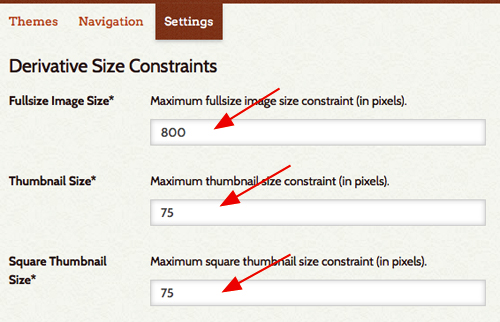 Themes Navigation Settings
Derivative Size Constraints
Fullsize Image Size* Maximum fullsize image size constraint (in pixels).
800
Thumbnail Size* Maximum thumbnail size constraint (in pixels).
75
Square Thumbnail Maximum square thumbnail size constraint (in pixels).
Size*
75